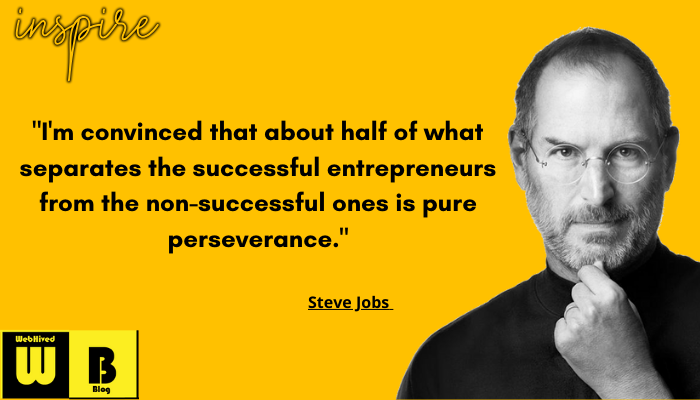 inspire
"I'm convinced that about half of what
separates the successful entrepreneurs
from the non-successful ones is pure
perseverance."
Steve Jobs
WebHived
W B
Blog